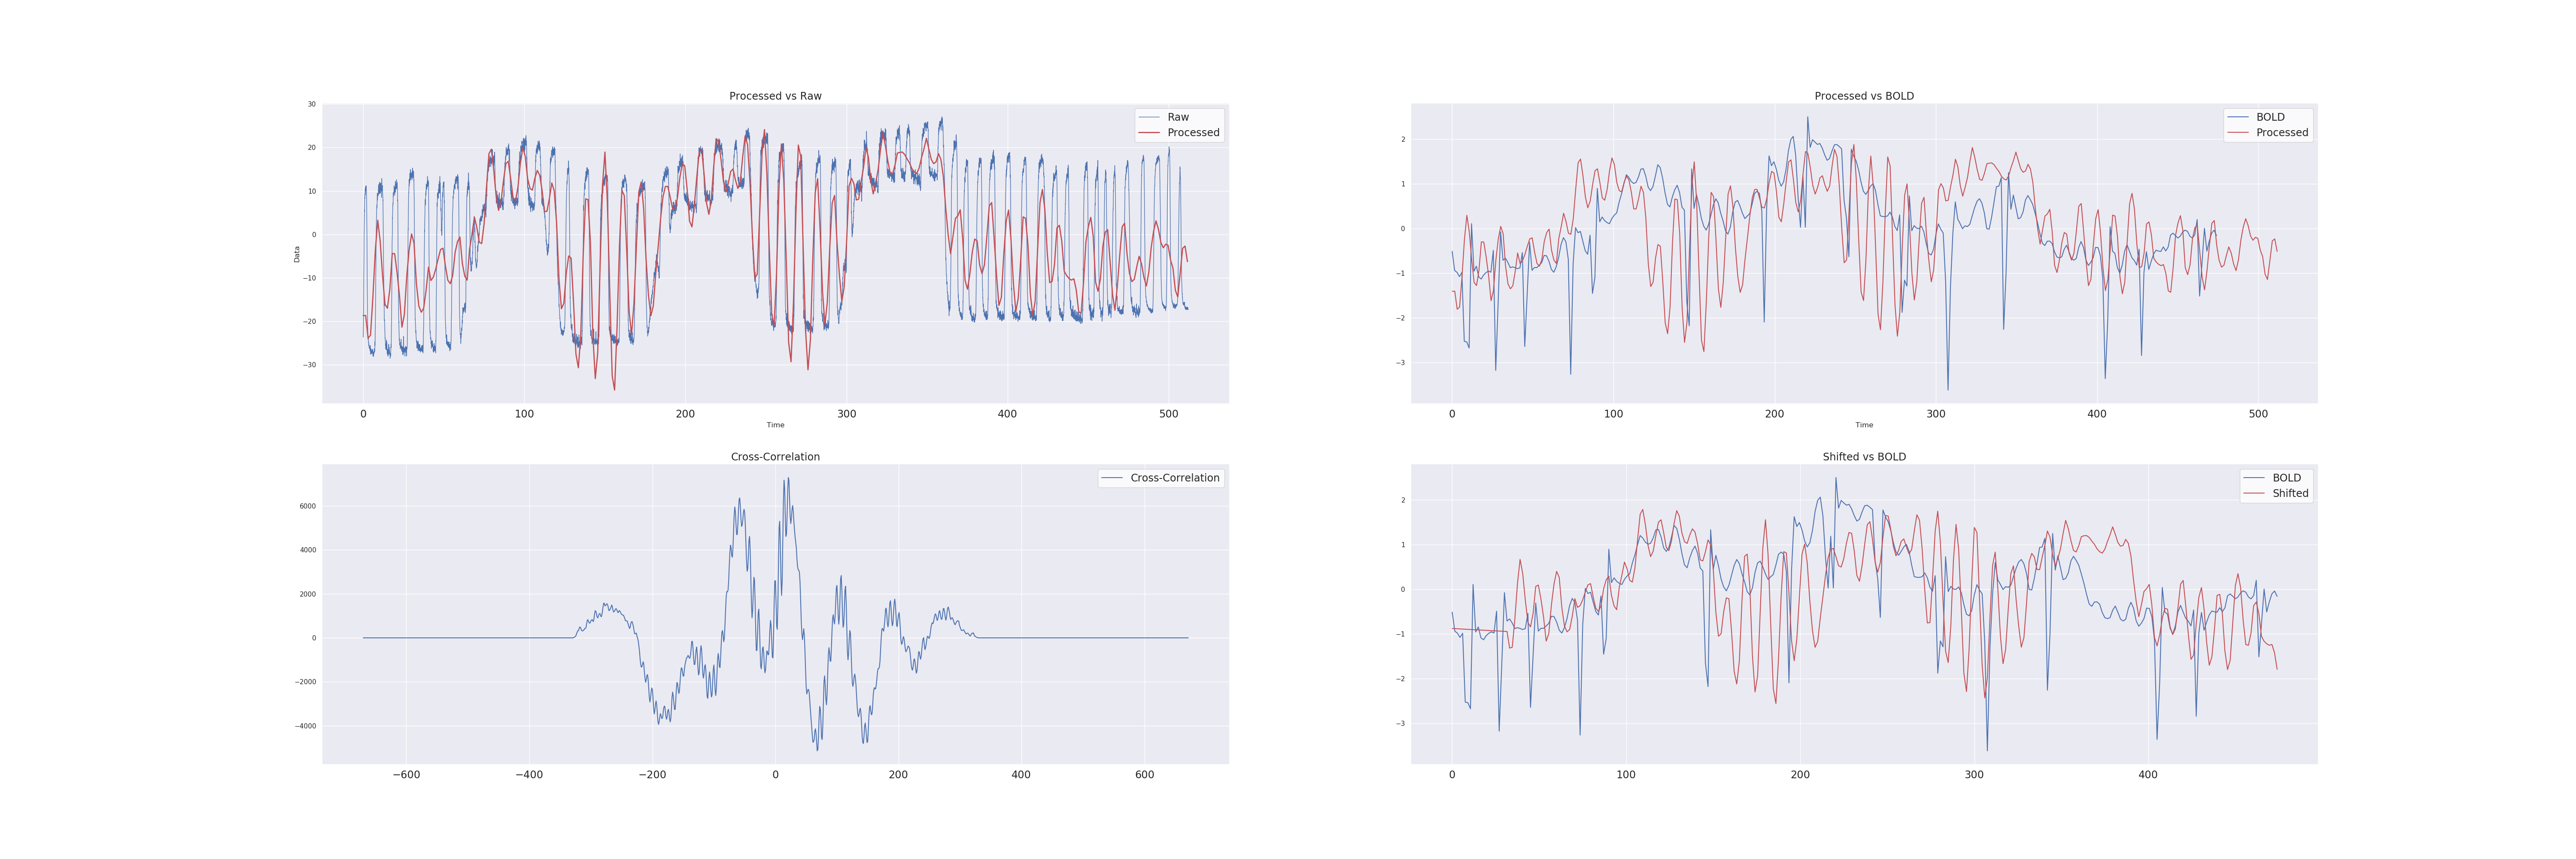 Processed vs Raw
30
20
10
0
−10
−20
−30
Data
Raw
Processed
0 100 200 300 400 500
Time
Processed vs BOLD
2
1
0
−1
−2
−3
BOLD
Processed
0 100 200 300 400 500
Time
Cross-Correlation
6000
4000
2000
0
−2000
−4000
Cross-Correlation
−600 −400 −200 0 200 400 600
Shifted vs BOLD
2
1
0
−1
−2
−3
BOLD
Shifted
0 100 200 300 400